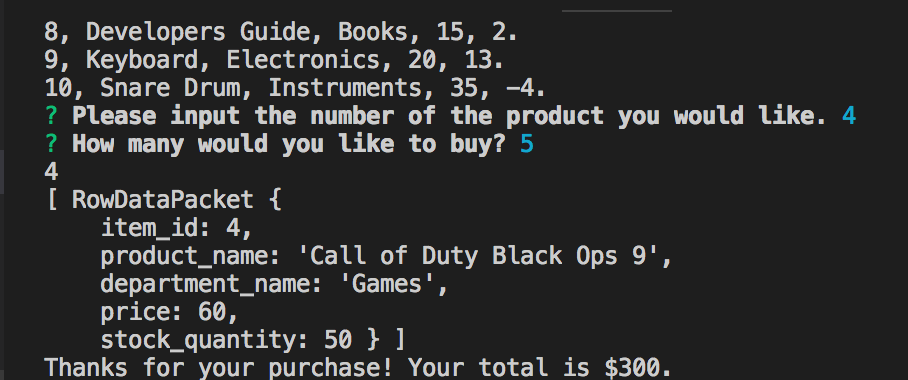 8, Developers Guide, Books, 15, 2.
9, Keyboard, Electronics, 20, 13.
10, Snare Drum, Instruments, 35, -4.
? Please input the number of the product you would like. 4
? How many would you like to buy? 5
4
[ RowDataPacket {
    item_id: 4,
    product_name: 'Call of Duty Black Ops 9',
    department_name: 'Games',
    price: 60,
    stock_quantity: 50 } ]
Thanks for your purchase! Your total is $300.